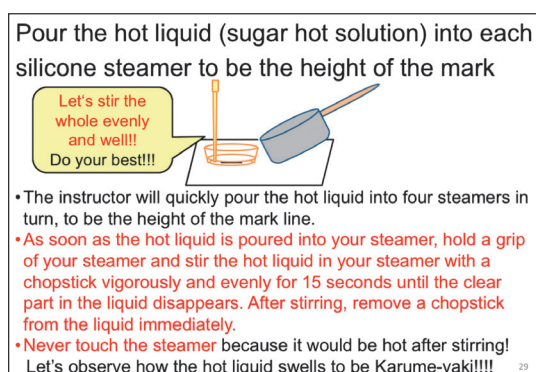 Pour the hot liquid (sugar hot solution) into each
silicone steamer to be the height of the mark
Let's stir the
whole evenly
and well!!
Do your best!!!
•The instructor will quickly pour the hot liquid into four steamers in
turn, to be the height of the mark line.
•As soon as the hot liquid is poured into your steamer, hold a grip
of your steamer and stir the hot liquid in your steamer with a
chopstick vigorously and evenly for 15 seconds until the clear
part in the liquid disappears. After stirring, remove a chopstick
from the liquid immediately.
•Never touch the steamer because it would be hot after stirring!
Let's observe how the hot liquid swells to be Karume-yaki!!!!
29